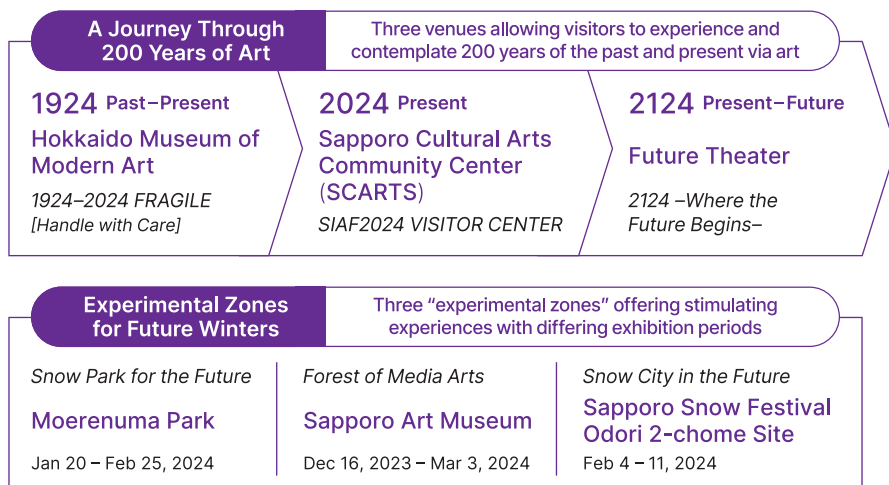 A Journey Through
200 Years of Art
Three venues allowing visitors to experience and
contemplate 200 years of the past and present via art
1924 Past–Present
Hokkaido Museum of
Modern Art
1924–2024 FRAGILE
[Handle with Care]
2024 Present
Sapporo Cultural Arts
Community Center
(SCARTS)
SIAF2024 VISITOR CENTER
2124 Present–Future
Future Theater
2124 –Where the
Future Begins–
Experimental Zones
for Future Winters
Three “experimental zones” offering stimulating
experiences with differing exhibition periods
Snow Park for the Future
Moerenuma Park
Jan 20 – Feb 25, 2024
Forest of Media Arts
Sapporo Art Museum
Dec 16, 2023 – Mar 3, 2024
Snow City in the Future
Sapporo Snow Festival
Odori 2-chome Site
Feb 4 – 11, 2024